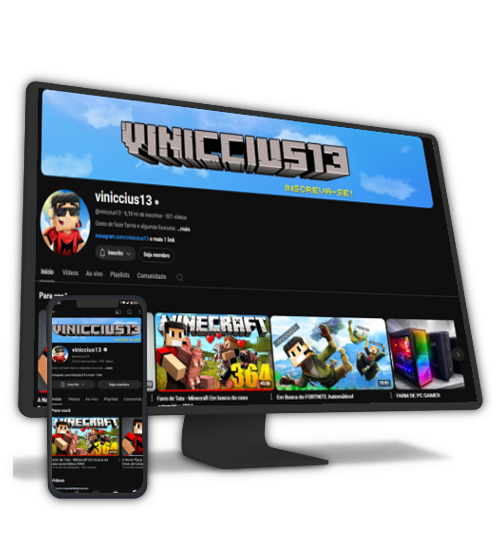 VINICCIUS13
INSCREVA-SE!
viniccius13
@viniccius13 · 6,19 mi de inscritos · 531 vídeos
Gosto de fazer farms e algumas loucuras. ...mais
instagram.com/viniccius13 e mais 1 link
Inscrito
Seja membro
Início Vídeos Ao vivo Playlists Comunidade
Para você
MINECRAFT
364
Farm de Tatu - Minecraft Em busca da casa
Em Busca do FORTNITE Automático!
FARM DE PC GAMER
VINICCIUS13
viniccius13
Inscrito
Seja membro
Início Vídeos Ao vivo Playlists Comunidade
Para você
MINECRAFT
364
Farm de Tatu - Minecraft Em busca da
casa automática #364
Vídeos